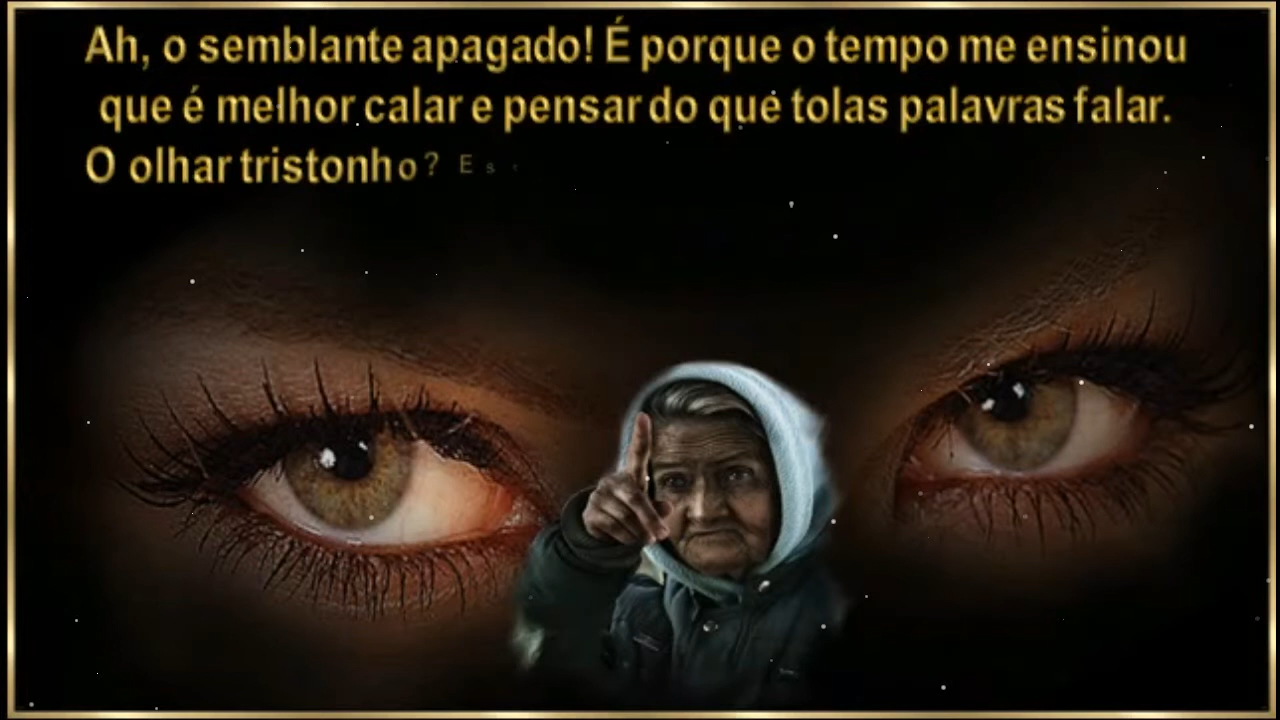 Ah, o semblante apagado! É porque o tempo me ensinou
que é melhor calar e pensar do que tolas palavras falar.
O olhar tristonho?